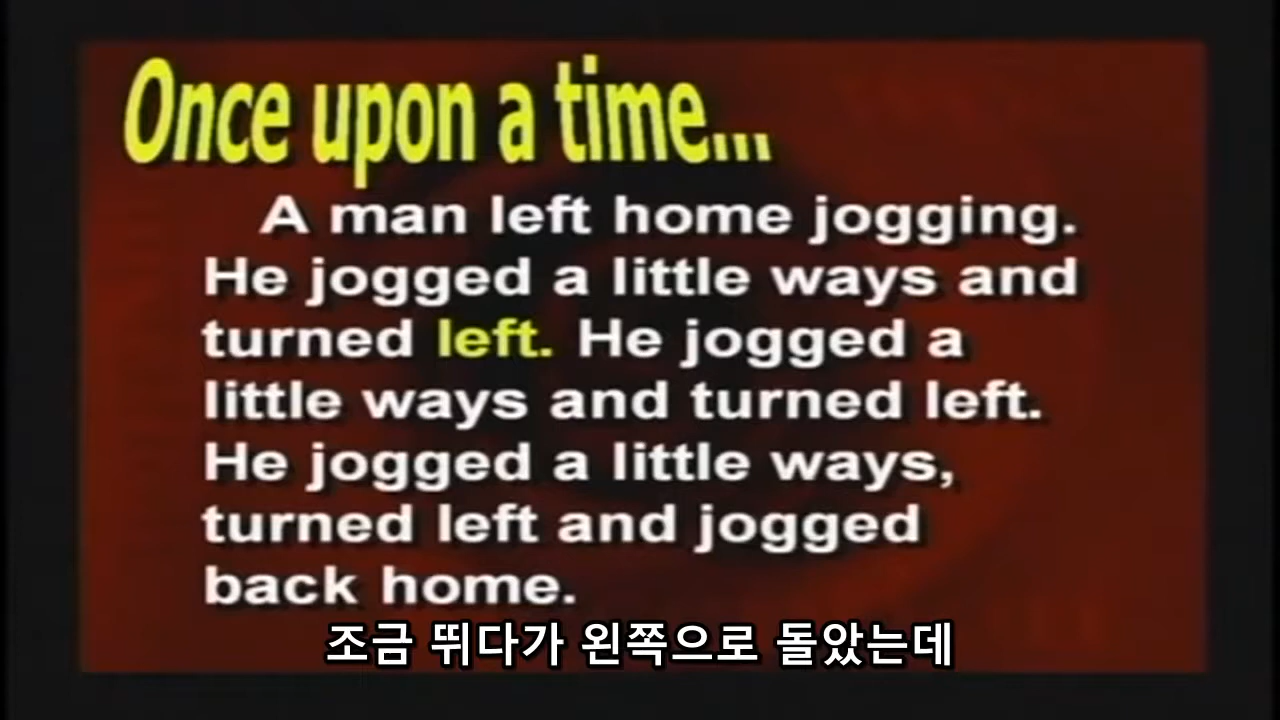 Once upon a time...
A man left home jogging.
He jogged a little ways and
turned left. He jogged a
little ways and turned left.
He jogged a little ways,
turned left and jogged
back home.
조금 뛰다가 왼쪽으로 돌았는데